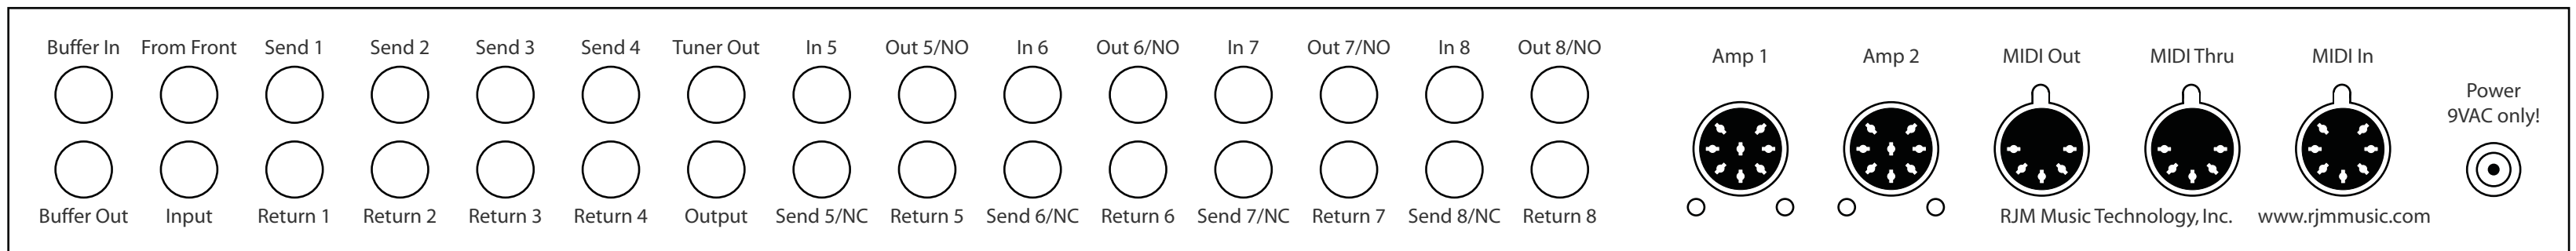 Buffer In From Front Send 1 Send 2 Send 3 Send 4 Tuner Out In 5 Out 5/NO In 6 Out 6/NO In 7 Out 7/NO In 8 Out 8/NO
Amp 1 Amp 2 MIDI Out MIDI Thru MIDI In
Power
9VAC only!
Buffer Out Input Return 1 Return 2 Return 3 Return 4 Output Send 5/NC Return 5 Send 6/NC Return 6 Send 7/NC Return 7 Send 8/NC Return 8
RJM Music Technology, Inc. www.rjmmusic.com